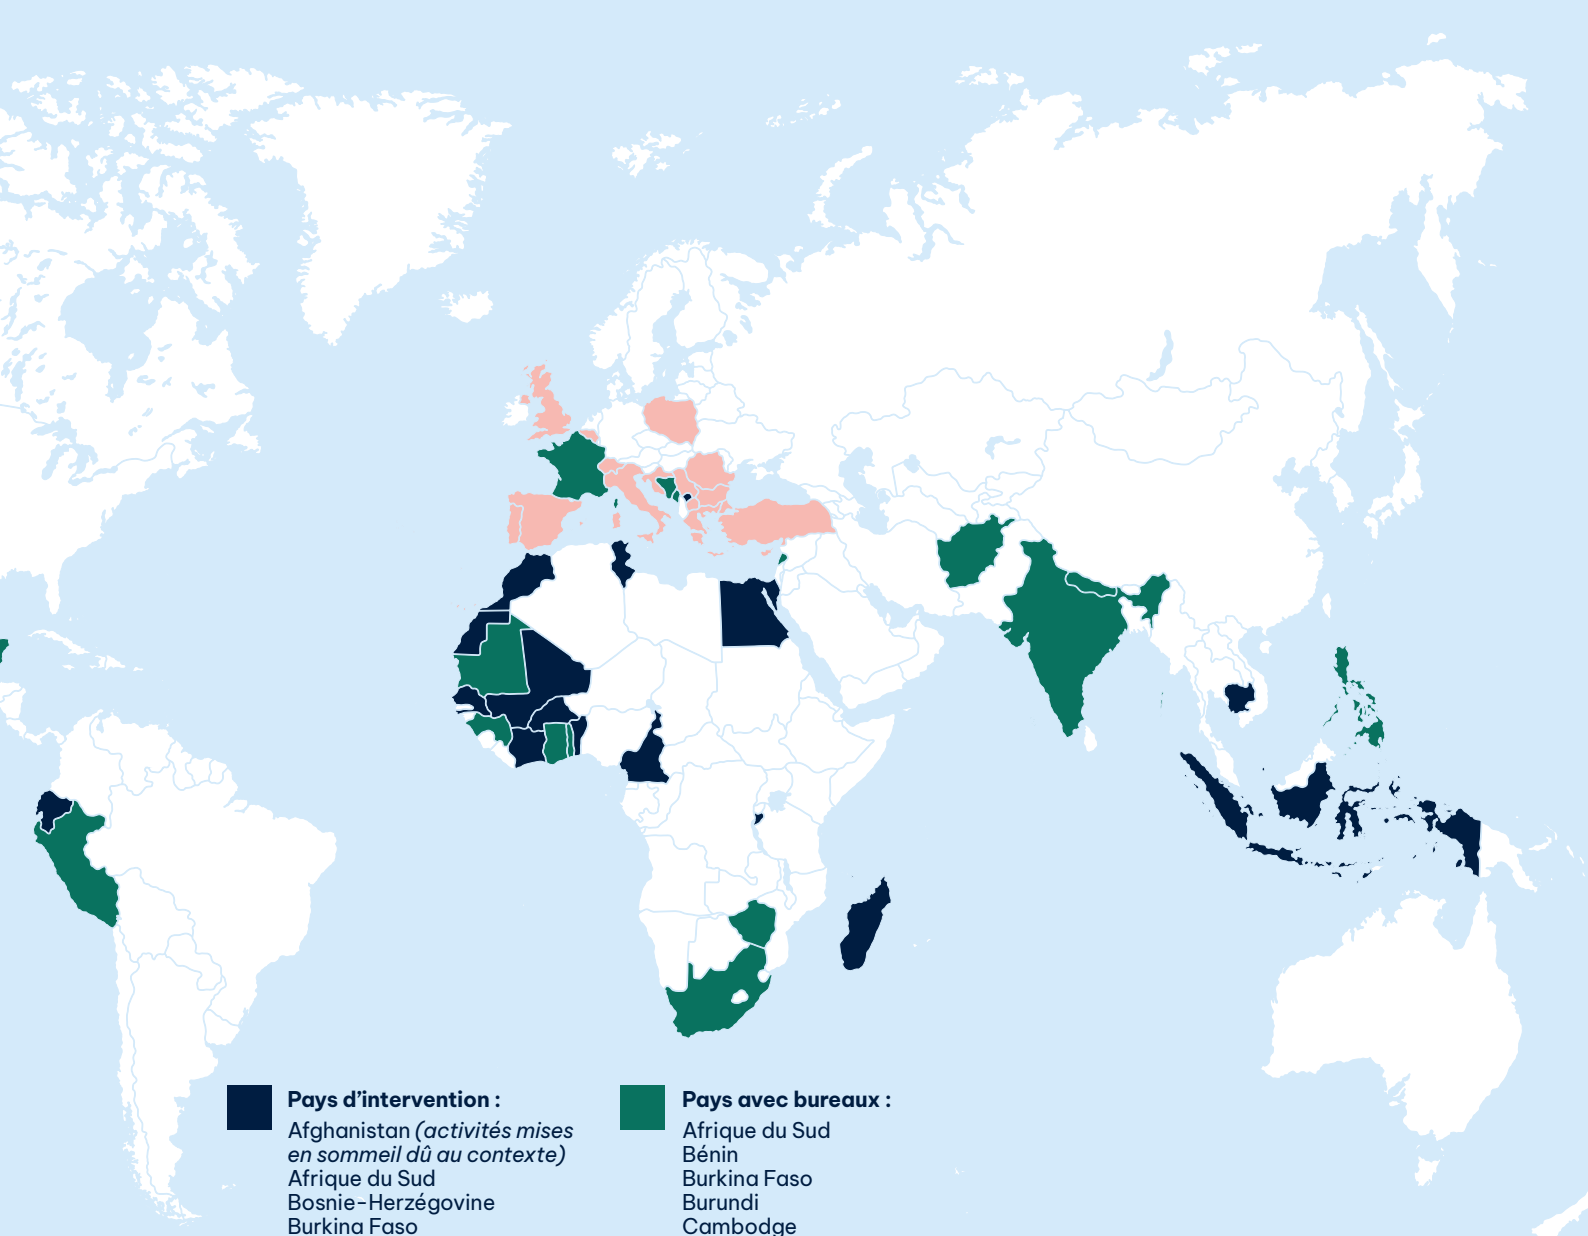 Pays d’intervention :
Afghanistan (activités mises
en sommeil dû au contexte)
Afrique du Sud
Bosnie-Herzégovine
Burkina Faso
Pays avec bureaux :
Afrique du Sud
Bénin
Burkina Faso
Burundi
Cambodge